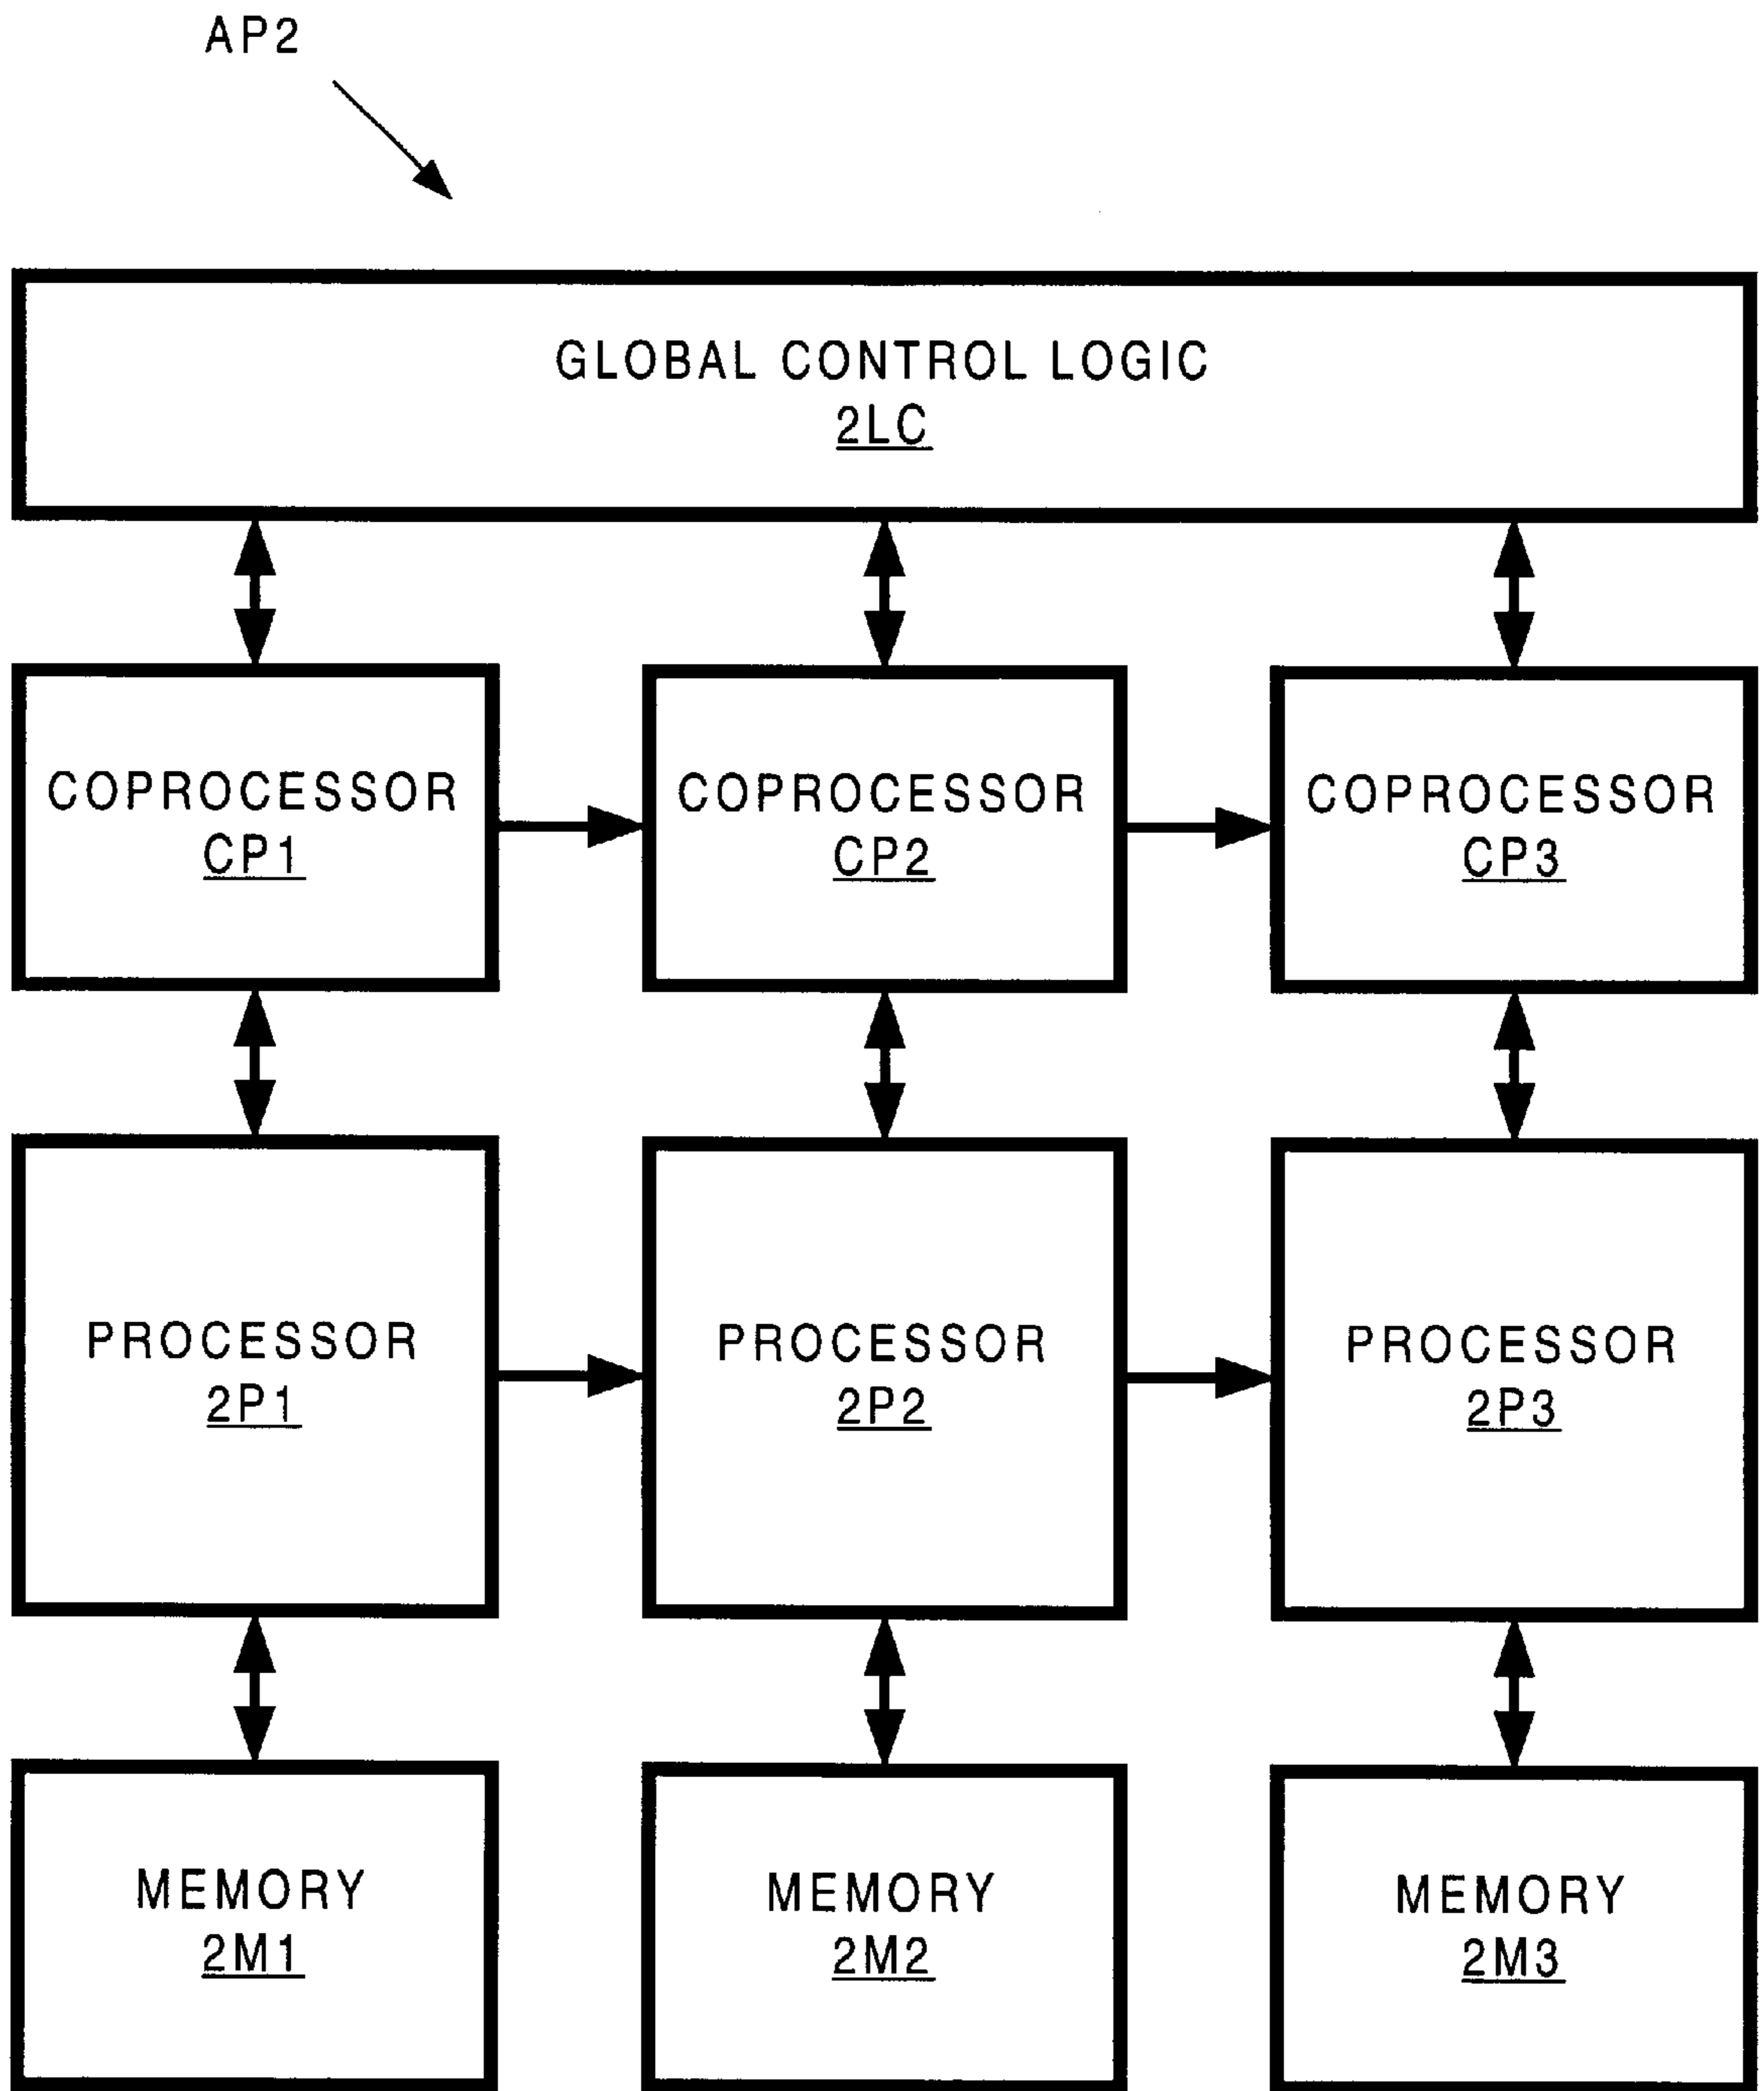 AP2
GLOBAL CONTROL LOGIC
2LC
COPROCESSOR
CP1
COPROCESSOR
CP2
COPROCESSOR
CP3
PROCESSOR
2P1
PROCESSOR
2P2
PROCESSOR
2P3
MEMORY
2M1
MEMORY
2M2
MEMORY
2M3